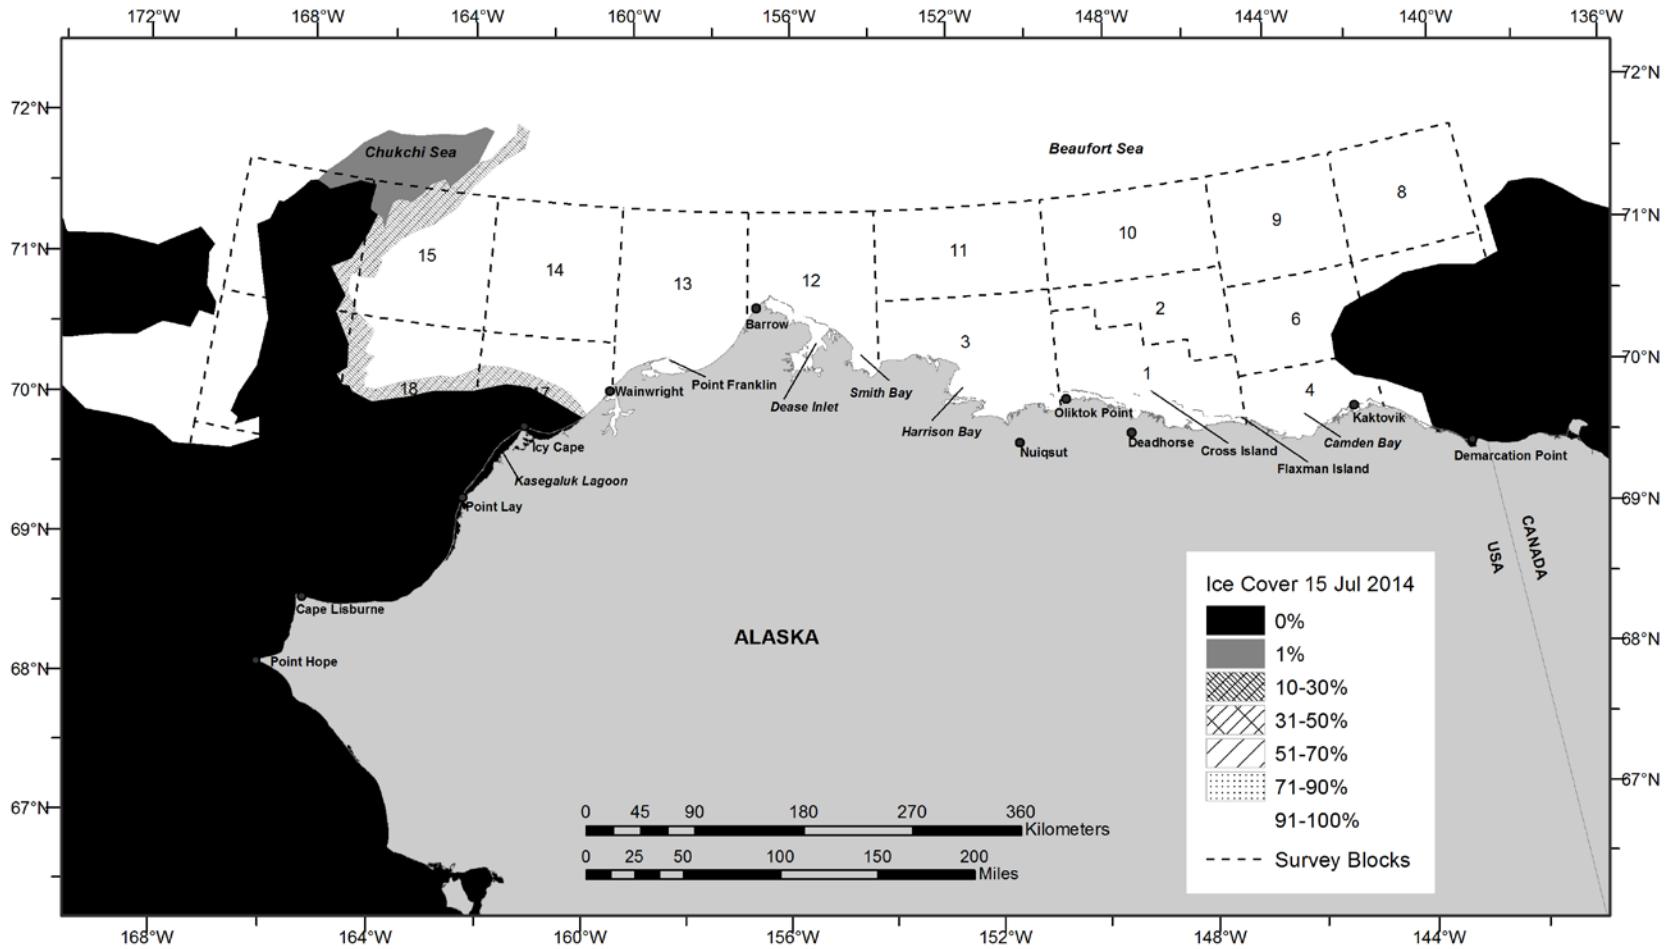 172°W 168°W 164°W 160°W 156°W 152°W 148°W 144°W 140°W 136°W
72°N
72°N
Chukchi Sea
Beaufort Sea
8
9
71°N
10
11
71°N
15
14
13
12
2
6
Barrow
3
70°N
1
70°N
18
17
Wainwright
Point Franklin
Dease Inlet
Smith Bay
4
Harrison Bay
Oliktok Point
Kaktovik
Icy Cape
Nuiqsut
Deadhorse
Cross Island
Camden Bay
Flaxman Island
Demarcation Point
Kasegaluk Lagoon
Point Lay
69°N
69°N
USA
CANADA
Cape Lisburne
Point Hope
ALASKA
68°N
68°N
67°N
67°N
Ice Cover 15 Jul 2014
0%
1%
10-30%
31-50%
51-70%
71-90%
91-100%
Survey Blocks
0 45 90 180 270 360
Kilometers
0 25 50 100 150 200
Miles
168°W 164°W 160°W 156°W 152°W 148°W 144°W